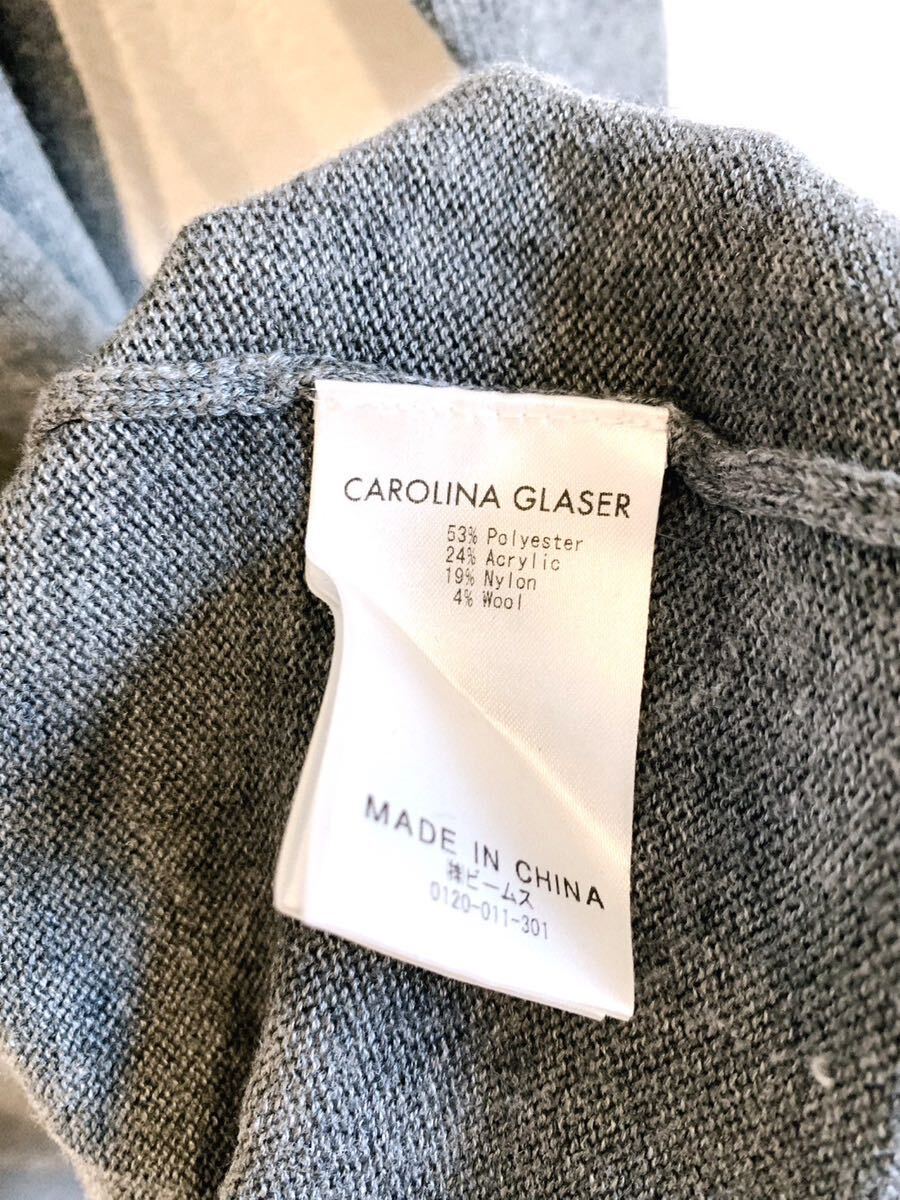 CAROLINA GLASER
53% Polyester
24% Acrylic
19% Nylon
4% Wool
MADE IN CHINA
㈱ビームス
0120-011-301